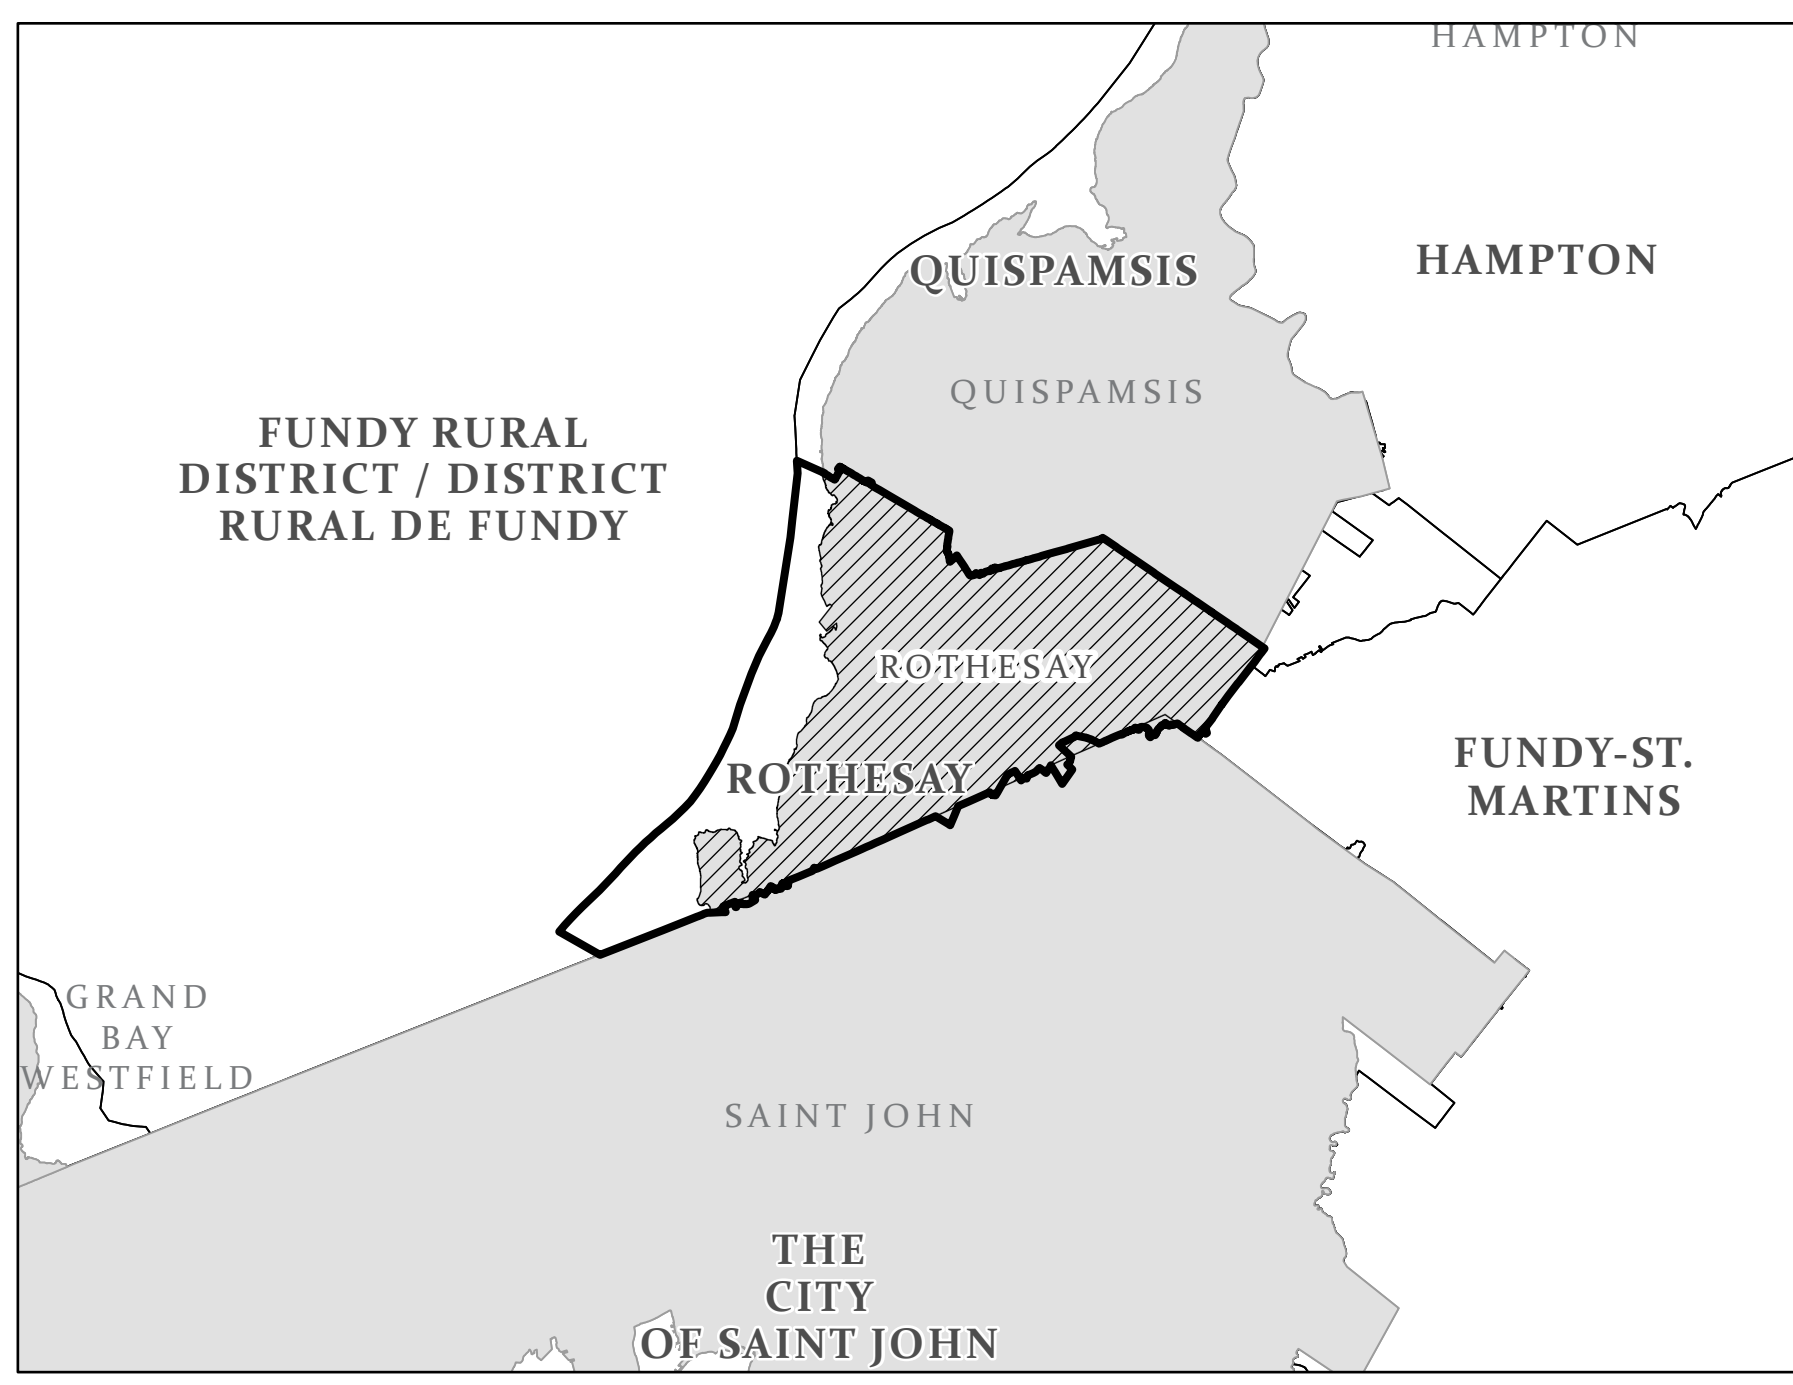 HAMPTON
QUISPAMSIS
HAMPTON
QUISPAMSIS
FUNDY RURAL
DISTRICT / DISTRICT
RURAL DE FUNDY
ROTHESAY
ROTHESAY
FUNDY-ST.
MARTINS
GRAND
BAY
WESTFIELD
SAINT JOHN
THE
CITY
OF SAINT JOHN